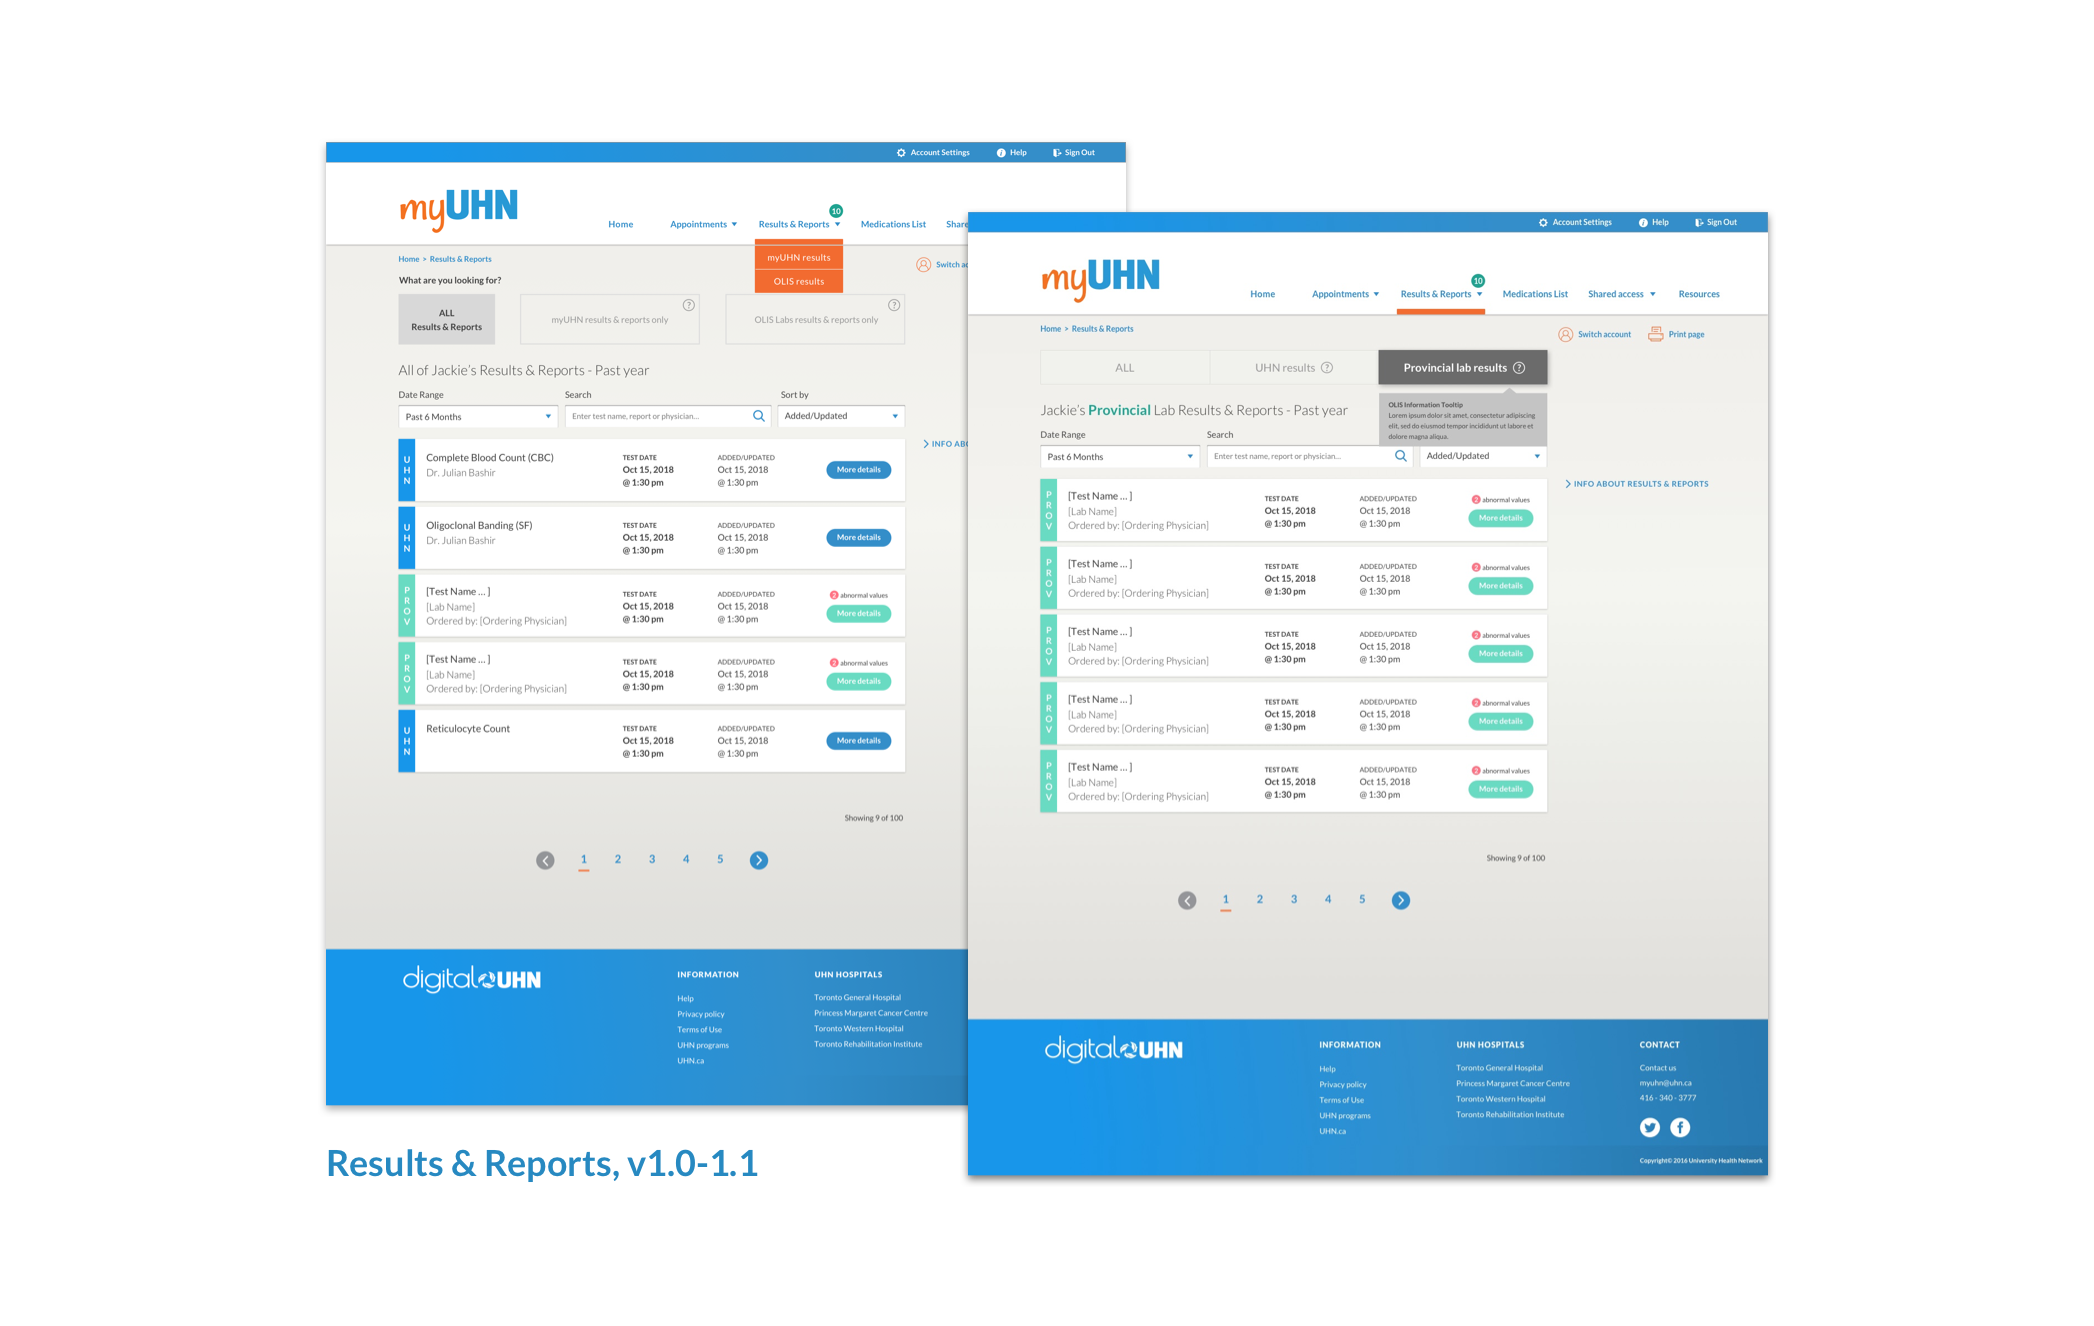 Account Settings Help Sign Out
myUHN
10
Home Appointments Results & Reports Medications List Share
myUHN results
OLIS results
Home > Results & Reports
Switch ac
What are you looking for?
ALL
Results & Reports
myUHN results & reports only ?
OLIS Labs results & reports only ?
All of Jackie's Results & Reports - Past year
Date Range Search Sort by
Past 6 Months Enter test name, report or physician... Added/Updated
INFO ABO
UHN
Complete Blood Count (CBC)
Dr. Julian Bashir
TEST DATE
Oct 15, 2018
@ 1:30 pm
ADDED/UPDATED
Oct 15, 2018
@ 1:30 pm
More details
UHN
Oligoclonal Banding (SF)
Dr. Julian Bashir
TEST DATE
Oct 15, 2018
@ 1:30 pm
ADDED/UPDATED
Oct 15, 2018
@ 1:30 pm
More details
PROV
[Test Name ... ]
[Lab Name]
Ordered by: [Ordering Physician]
TEST DATE
Oct 15, 2018
@ 1:30 pm
ADDED/UPDATED
Oct 15, 2018
@ 1:30 pm
2 abnormal values
More details
PROV
[Test Name ... ]
[Lab Name]
Ordered by: [Ordering Physician]
TEST DATE
Oct 15, 2018
@ 1:30 pm
ADDED/UPDATED
Oct 15, 2018
@ 1:30 pm
2 abnormal values
More details
UHN
Reticulocyte Count
TEST DATE
Oct 15, 2018
@ 1:30 pm
ADDED/UPDATED
Oct 15, 2018
@ 1:30 pm
More details
Showing 9 of 100
1 2 3 4 5
digital UHN
INFORMATION
Help
Privacy policy
Terms of Use
UHN programs
UHN.ca
UHN HOSPITALS
Toronto General Hospital
Princess Margaret Cancer Centre
Toronto Western Hospital
Toronto Rehabilitation Institute
Results & Reports, v1.0-1.1
Account Settings Help Sign Out
myUHN
10
Home Appointments Results & Reports Medications List Shared access Resources
Home > Results & Reports
Switch account Print page
ALL UHN results ? Provincial lab results ?
OLIS Information Tooltip
Lorem ipsum dolor sit amet, consectetur adipiscing
elit, sed do eiusmod tempor incididunt ut labore et
dolore magna aliqua.
Jackie's Provincial Lab Results & Reports - Past year
Date Range Search
Past 6 Months Enter test name, report or physician... Added/Updated
INFO ABOUT RESULTS & REPORTS
PROV
[Test Name ... ]
[Lab Name]
Ordered by: [Ordering Physician]
TEST DATE
Oct 15, 2018
@ 1:30 pm
ADDED/UPDATED
Oct 15, 2018
@ 1:30 pm
2 abnormal values
More details
PROV
[Test Name ... ]
[Lab Name]
Ordered by: [Ordering Physician]
TEST DATE
Oct 15, 2018
@ 1:30 pm
ADDED/UPDATED
Oct 15, 2018
@ 1:30 pm
2 abnormal values
More details
PROV
[Test Name ... ]
[Lab Name]
Ordered by: [Ordering Physician]
TEST DATE
Oct 15, 2018
@ 1:30 pm
ADDED/UPDATED
Oct 15, 2018
@ 1:30 pm
2 abnormal values
More details
PROV
[Test Name ... ]
[Lab Name]
Ordered by: [Ordering Physician]
TEST DATE
Oct 15, 2018
@ 1:30 pm
ADDED/UPDATED
Oct 15, 2018
@ 1:30 pm
2 abnormal values
More details
PROV
[Test Name ... ]
[Lab Name]
Ordered by: [Ordering Physician]
TEST DATE
Oct 15, 2018
@ 1:30 pm
ADDED/UPDATED
Oct 15, 2018
@ 1:30 pm
2 abnormal values
More details
Showing 9 of 100
1 2 3 4 5
digital UHN
INFORMATION
Help
Privacy policy
Terms of Use
UHN programs
UHN.ca
UHN HOSPITALS
Toronto General Hospital
Princess Margaret Cancer Centre
Toronto Western Hospital
Toronto Rehabilitation Institute
CONTACT
Contact us
myuhn@uhn.ca
416 - 340 - 3777
Copyright© 2016 University Health Network